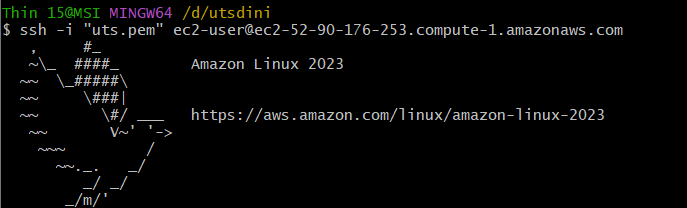 Thin 15@MSI MINGW64 /d/utsdini
$ ssh -i "uts.pem" ec2-user@ec2-52-90-176-253.compute-1.amazonaws.com
   ,     #_
   ~\_  ####_        Amazon Linux 2023
  ~~  \_#####\
  ~~     \###|
  ~~       \#/ ___   https://aws.amazon.com/linux/amazon-linux-2023
   ~~       V~' '->
    ~~~         /
      ~~._.   _/
         _/ _/
       _/m/'